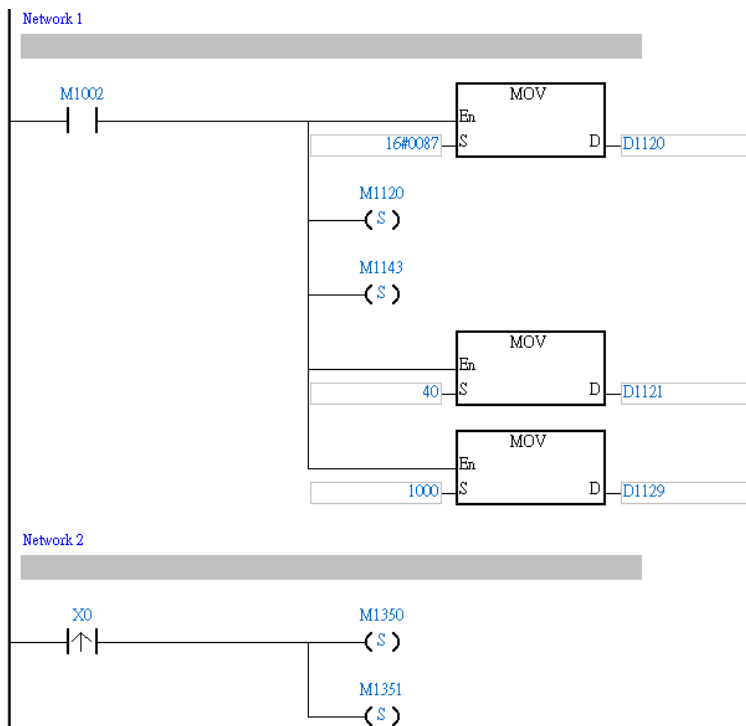 Network 1
M1002
MOV
En
16#0087 S D D1120
M1120
S
M1143
S
MOV
En
40 S D D1121
MOV
En
1000 S D D1129
Network 2
X0 M1350
S
M1351
S